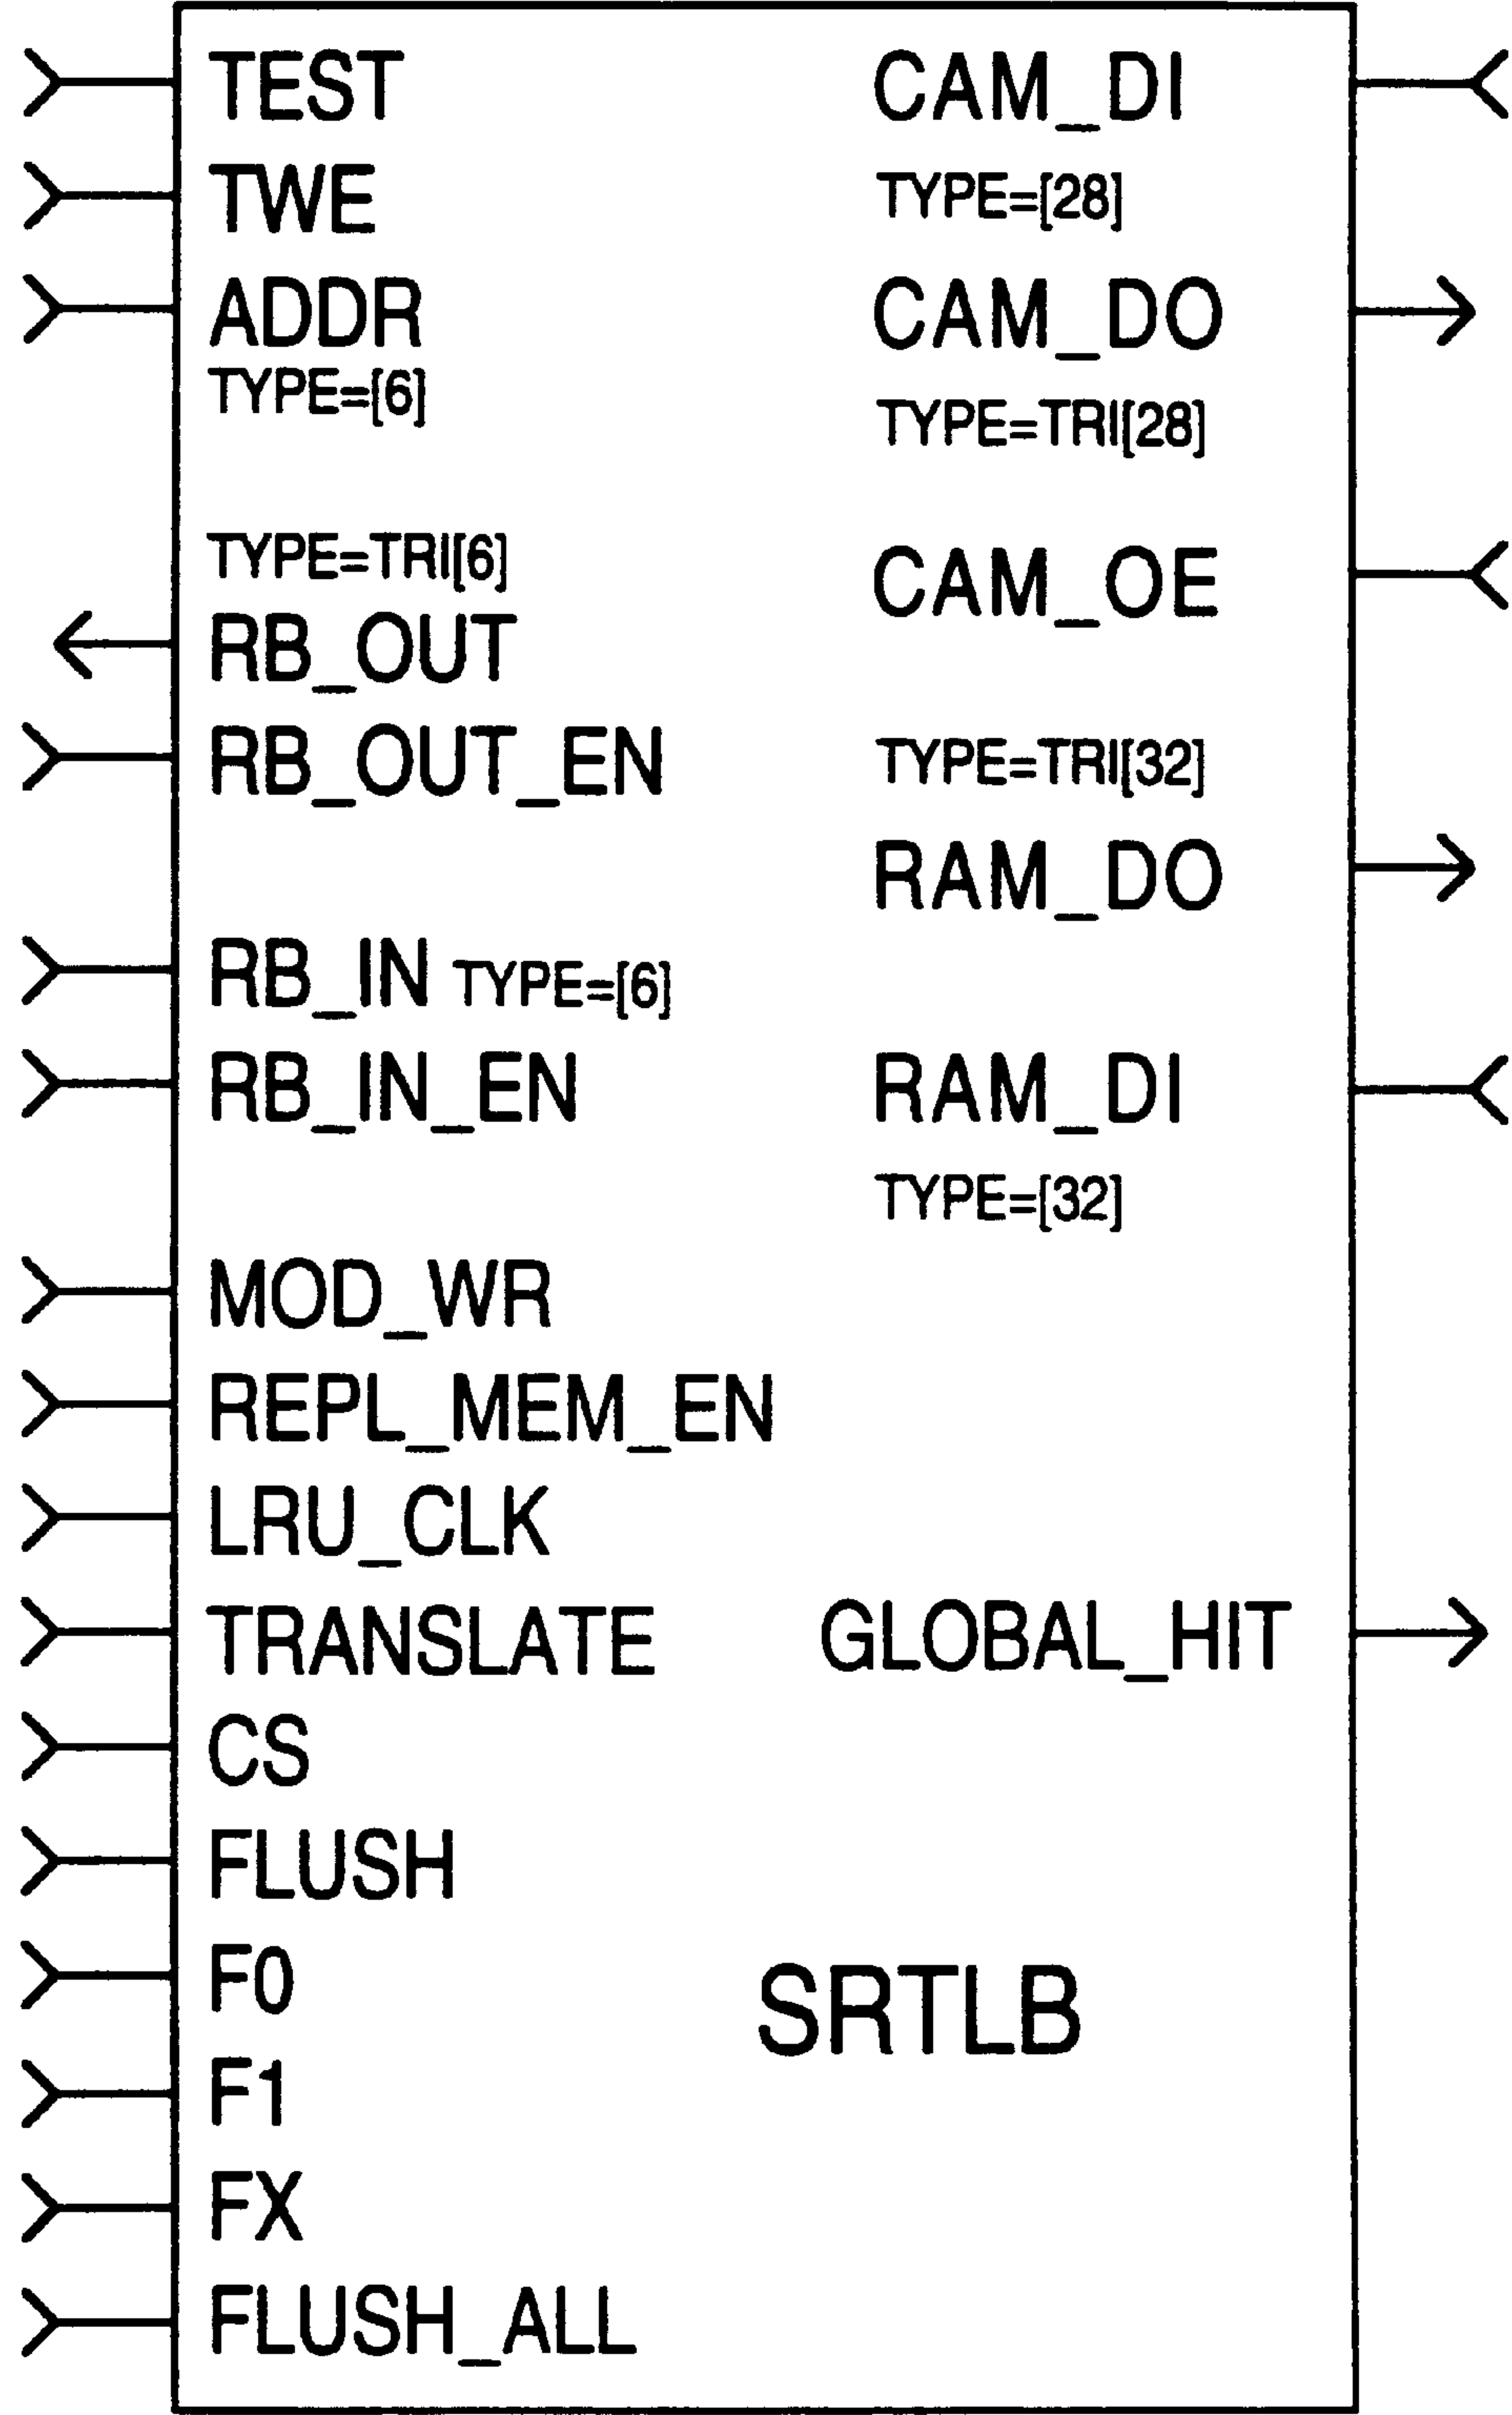 TEST
TWE
ADDR
TYPE=[6]
TYPE=TRI[6]
RB_OUT
RB_OUT_EN
RB_IN TYPE=[6]
RB_IN_EN
MOD_WR
REPL_MEM_EN
LRU_CLK
TRANSLATE
CS
FLUSH
F0
F1
FX
FLUSH_ALL
CAM_DI
TYPE=[28]
CAM_DO
TYPE=TRI[28]
CAM_OE
TYPE=TRI[32]
RAM_DO
RAM_DI
TYPE=[32]
GLOBAL_HIT
SRTLB